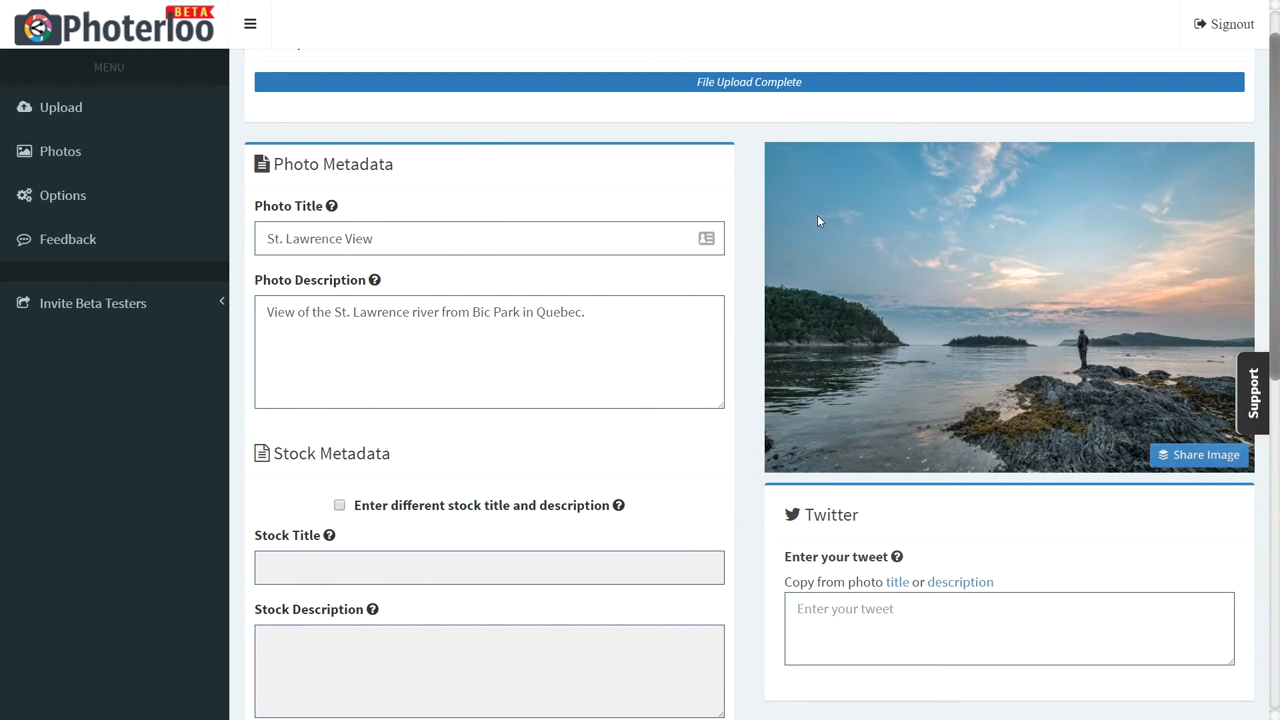 BETA
Photerloo
Signout
MENU
File Upload Complete
Upload
Photos
Options
Feedback
Invite Beta Testers
Photo Metadata
Photo Title
St. Lawrence View
Photo Description
View of the St. Lawrence river from Bic Park in Quebec.
Stock Metadata
Enter different stock title and description
Stock Title
Stock Description
Share Image
Support
Twitter
Enter your tweet
Copy from photo title or description
Enter your tweet